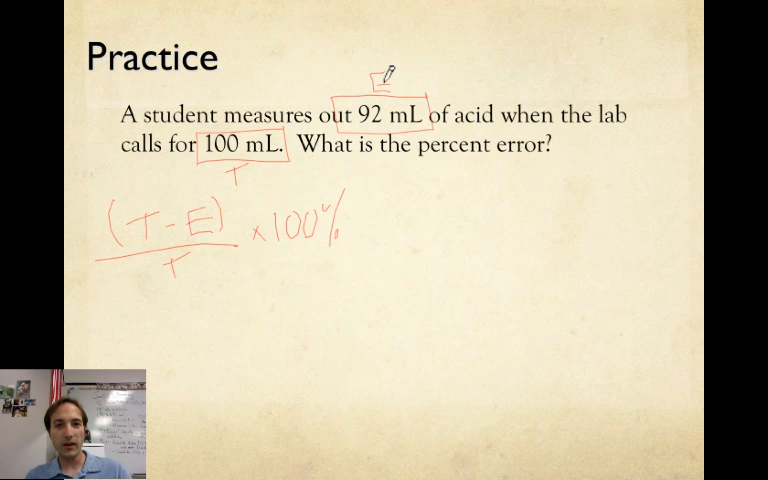 Practice
E
A student measures out 92 mL of acid when the lab
calls for 100 mL. What is the percent error?
T
(T - E)
T
× 100%